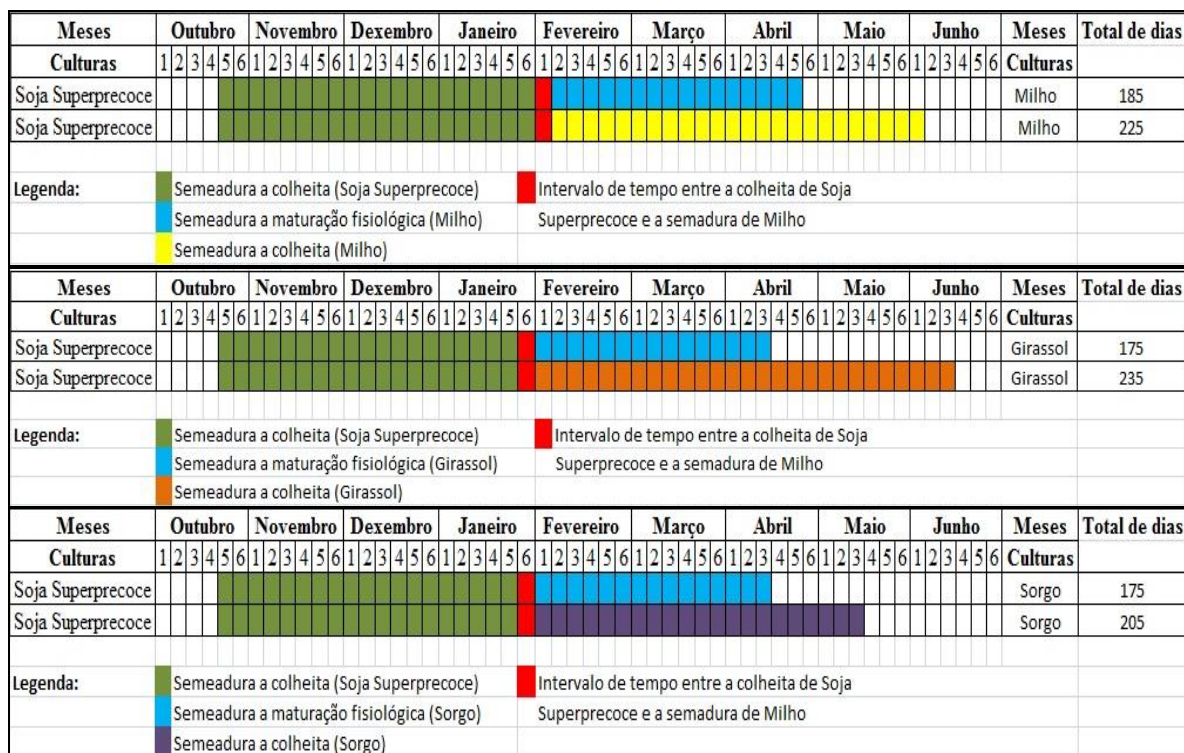 Meses Outubro Novembro Dexembro Janeiro Fevereiro Março Abril Maio Junho Meses Total de dias
Culturas 1 2 3 4 5 6 1 2 3 4 5 6 1 2 3 4 5 6 1 2 3 4 5 6 1 2 3 4 5 6 1 2 3 4 5 6 1 2 3 4 5 6 1 2 3 4 5 6 1 2 3 4 5 6 Culturas
Soja Superprecoce Milho 185
Soja Superprecoce Milho 225
Legenda: Semeadura a colheita (Soja Superprecoce) Intervalo de tempo entre a colheita de Soja
Semeadura a maturação fisiológica (Milho) Superprecoce e a semadura de Milho
Semeadura a colheita (Milho)
Meses Outubro Novembro Dexembro Janeiro Fevereiro Março Abril Maio Junho Meses Total de dias
Culturas 1 2 3 4 5 6 1 2 3 4 5 6 1 2 3 4 5 6 1 2 3 4 5 6 1 2 3 4 5 6 1 2 3 4 5 6 1 2 3 4 5 6 1 2 3 4 5 6 1 2 3 4 5 6 Culturas
Soja Superprecoce Girassol 175
Soja Superprecoce Girassol 235
Legenda: Semeadura a colheita (Soja Superprecoce) Intervalo de tempo entre a colheita de Soja
Semeadura a maturação fisiológica (Girassol) Superprecoce e a semadura de Milho
Semeadura a colheita (Girassol)
Meses Outubro Novembro Dexembro Janeiro Fevereiro Março Abril Maio Junho Meses Total de dias
Culturas 1 2 3 4 5 6 1 2 3 4 5 6 1 2 3 4 5 6 1 2 3 4 5 6 1 2 3 4 5 6 1 2 3 4 5 6 1 2 3 4 5 6 1 2 3 4 5 6 1 2 3 4 5 6 Culturas
Soja Superprecoce Sorgo 175
Soja Superprecoce Sorgo 205
Legenda: Semeadura a colheita (Soja Superprecoce) Intervalo de tempo entre a colheita de Soja
Semeadura a maturação fisiológica (Sorgo) Superprecoce e a semadura de Milho
Semeadura a colheita (Sorgo)